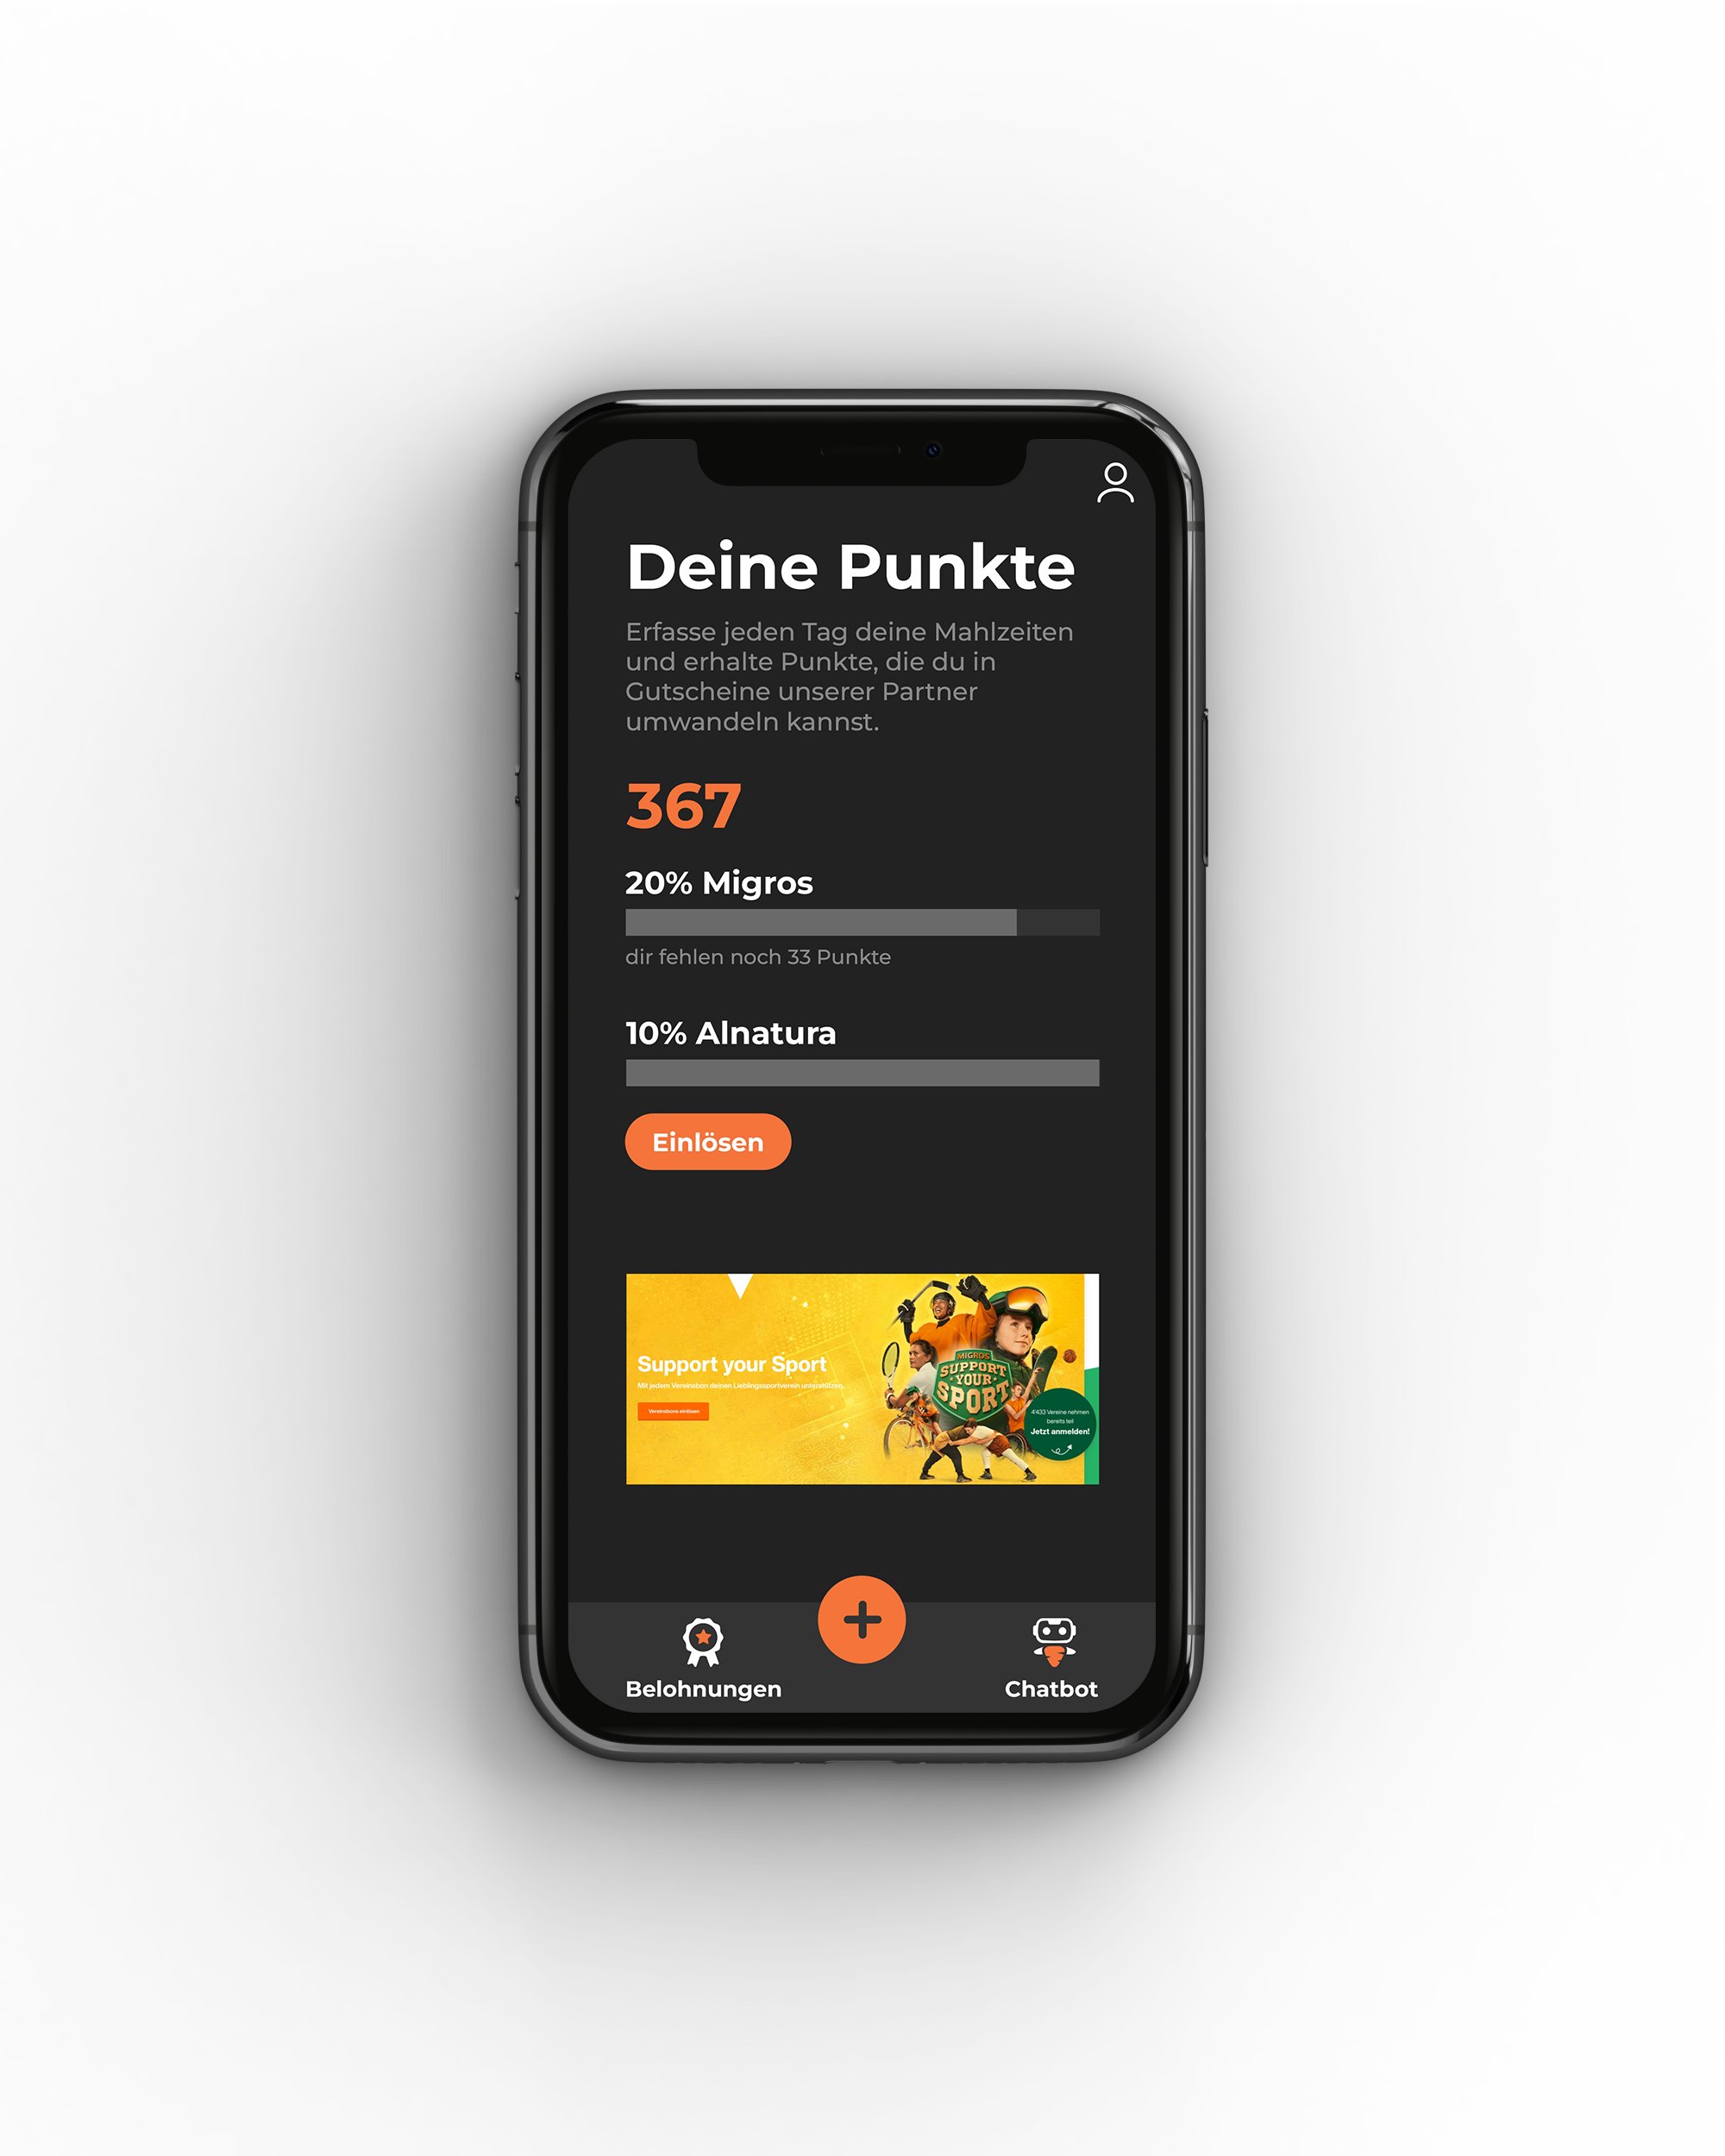 Deine Punkte
Erfasse jeden Tag deine Mahlzeiten
und erhalte Punkte, die du in
Gutscheine unserer Partner
umwandeln kannst.
367
20% Migros
dir fehlen noch 33 Punkte
10% Alnatura
Einlösen
Support your Sport
Mit jedem Vereinsbon deinen Lieblingssportverein unterstützen.
Vereinsbons einlösen
MIGROS
SUPPORT
·YOUR·
SPORT
4'433 Vereine nehmen
bereits teil
Jetzt anmelden!
Belohnungen
Chatbot